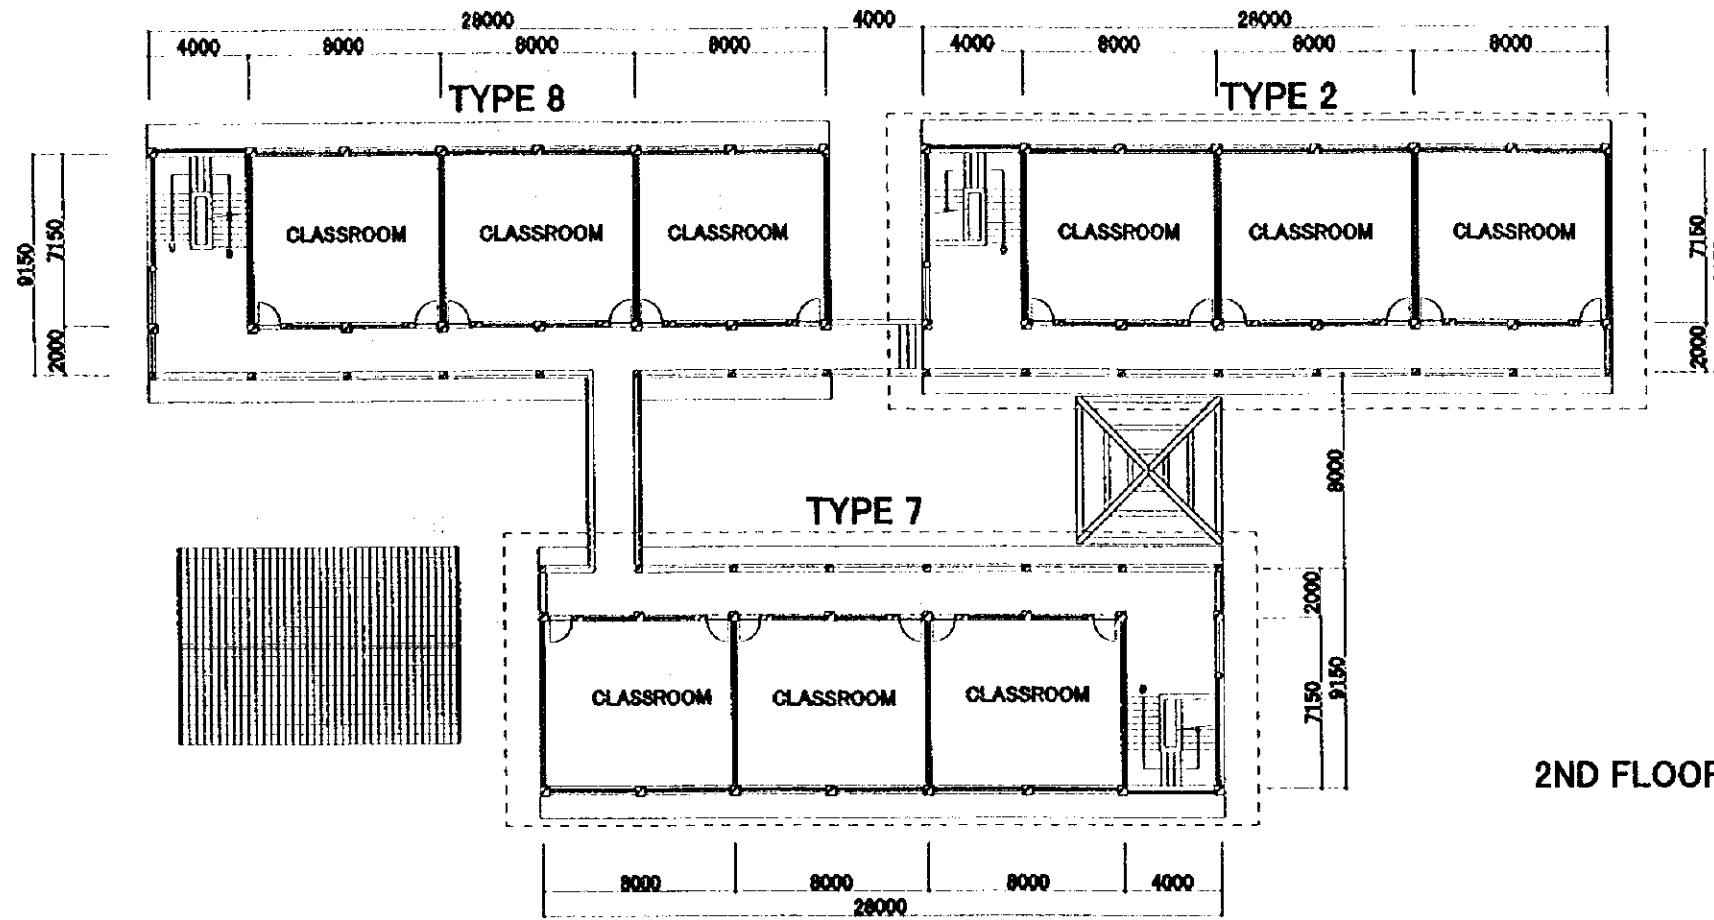 28000 4000 28000
4000 8000 8000 8000 4000 8000 8000 8000
TYPE 8 TYPE 2
9150 7150 2000
CLASSROOM CLASSROOM CLASSROOM CLASSROOM CLASSROOM CLASSROOM
7150 2000
8000
TYPE 7
2000 7150 9150
CLASSROOM CLASSROOM CLASSROOM
2ND FLOOR
8000 8000 8000 4000
28000